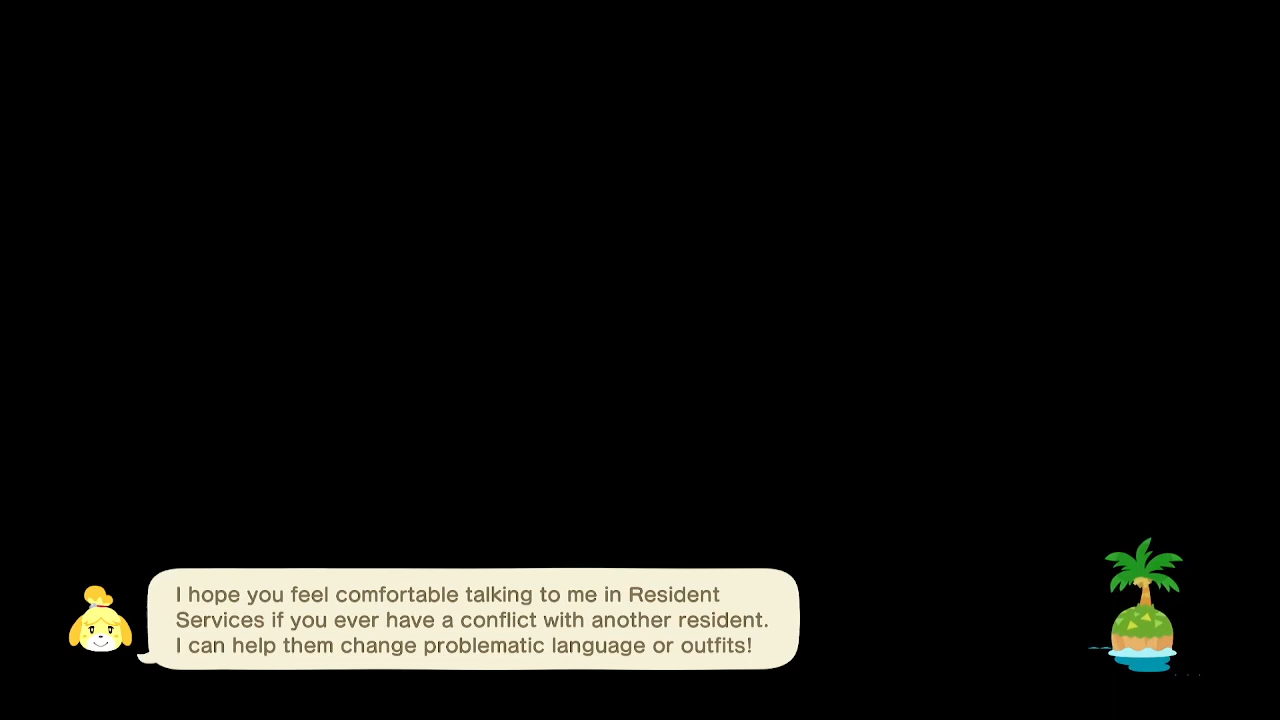 I hope you feel comfortable talking to me in Resident
Services if you ever have a conflict with another resident.
I can help them change problematic language or outfits!